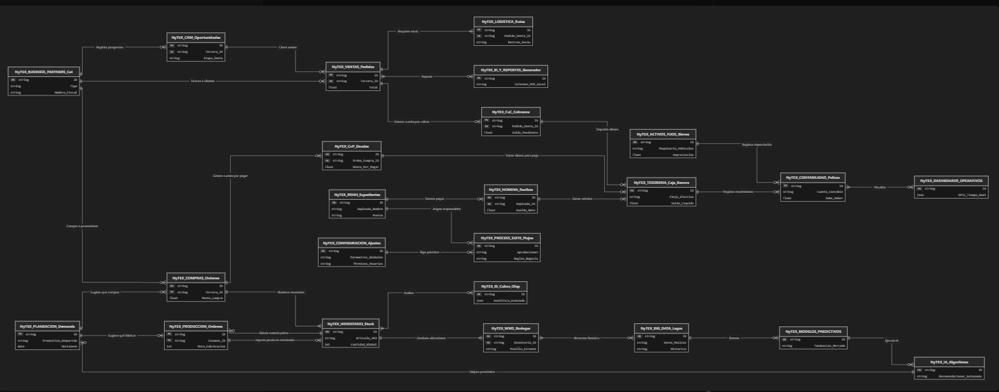 NyTEX_BUSINESS_PARTNERS_Cat
PK string ID
string Tipo
string Nombre_Fiscal
Registra prospectos
NyTEX_CRM_Oportunidades
PK string ID
FK string Tercero_ID
string Etapa_Venta
Cierra ventas
Factura a clientes
NyTEX_VENTAS_Pedidos
PK string ID
FK string Tercero_ID
float Total
Requiere envío
NyTEX_LOGISTICA_Rutas
PK string ID
FK string Pedido_Venta_ID
string Rastreo_Envio
Reporta
NyTEX_BI_Y_REPORTES_Generador
PK string ID
string Informes_PDF_Excel
Genera cuenta por cobrar
NyTEX_CxC_Cobranza
PK string ID
FK string Pedido_Venta_ID
float Saldo_Pendiente
Deposita dinero
NyTEX_ACTIVOS_FIJOS_Bienes
PK string ID
string Maquinaria_Vehiculos
float Depreciacion
Registra depreciación
NyTEX_CxP_Deudas
PK string ID
FK string Orden_Compra_ID
float Monto_Por_Pagar
Extrae dinero para pago
Genera cuenta por pagar
NyTEX_TESORERIA_Caja_Bancos
PK string ID
string Flujo_Efectivo
float Saldo_Liquido
Registra movimientos
NyTEX_CONTABILIDAD_Polizas
PK string ID
string Cuenta_Contable
float Debe_Haber
Visualiza
NyTEX_DASHBOARDS_OPERATIVOS
PK string ID
json KPIs_Tiempo_Real
NyTEX_RRHH_Expedientes
PK string ID
string Empleado_Nombre
string Puesto
Genera pagos
Asigna responsables
NyTEX_NOMINA_Recibos
PK string ID
FK string Empleado_ID
float Sueldo_Neto
Extrae nómina
NyTEX_CONFIGURACION_Ajustes
PK string ID
string Parametros_Globales
string Permisos_Usuarios
Rige permisos
NyTEX_PROCESS_SUITE_Flujos
PK string ID
string Aprobaciones
string Reglas_Negocio
Compra a proveedores
NyTEX_COMPRAS_Ordenes
PK string ID
FK string Tercero_ID
float Monto_Compra
Sugiere qué comprar
Abastece inventario
Analiza
NyTEX_BI_Cubos_Olap
PK string ID
json Analitica_Avanzada
NyTEX_PLANEACION_Demanda
PK string ID
string Pronostico_Requerido
date Horizonte
Sugiere qué fabricar
NyTEX_PRODUCCION_Ordenes
PK string ID
FK string Insumos_ID
int Meta_Fabricacion
Solicita materia prima
Ingresa producto terminado
NyTEX_INVENTARIO_Stock
PK string ID
string Articulo_SKU
int Cantidad_Global
Gestiona ubicaciones
NyTEX_WMS_Bodegas
PK string ID
FK string Inventario_ID
string Pasillo_Estante
Almacena histórico
NyTEX_BIG_DATA_Lagos
PK string ID
string Datos_Masivos
string Historico
Entrena
NyTEX_MODELOS_PREDICTIVOS
PK string ID
string Tendencias_Mercado
Ejecuta IA
NyTEX_IA_Algoritmos
PK string ID
string Recomendaciones_Autonomas
Mejora pronóstico